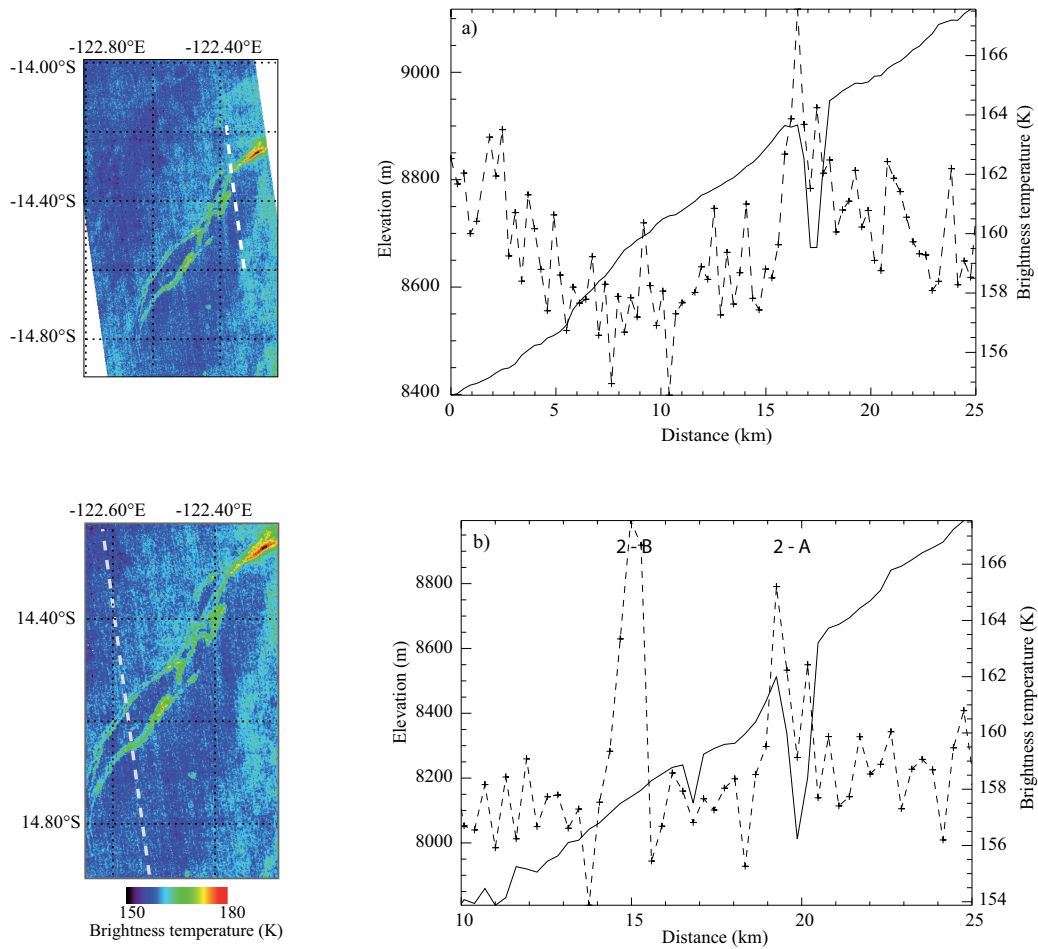 -122.80°E -122.40°E
-14.00°S
-14.40°S
-14.80°S
a)
9000
8800
8600
8400
Elevation (m)
166
164
162
160
158
156
Brightness temperature (K)
0 5 10 15 20 25
Distance (km)
-122.60°E -122.40°E
14.40°S
14.80°S
150 180
Brightness temperature (K)
b)
2 - B 2 - A
8800
8600
8400
8200
8000
Elevation (m)
166
164
162
160
158
156
154
Brightness temperature (K)
10 15 20 25
Distance (km)